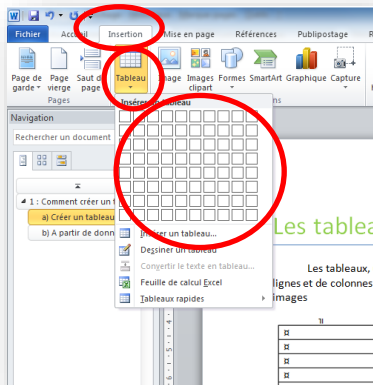 Fichier Accueil Insertion Mise en page Références Publipostage
Page de garde Page vierge Saut de page Tableau Image Images clipart Formes SmartArt Graphique Capture
Pages
Insérer un tableau
Navigation
Rechercher un document
1 : Comment créer un
a) Créer un tableau
b) A partir de
Insérer un tableau...
Dessiner un tableau
Convertir le texte en tableau...
Feuille de calcul Excel
Tableaux rapides
Les
Les tableaux,
lignes et de colonnes
images